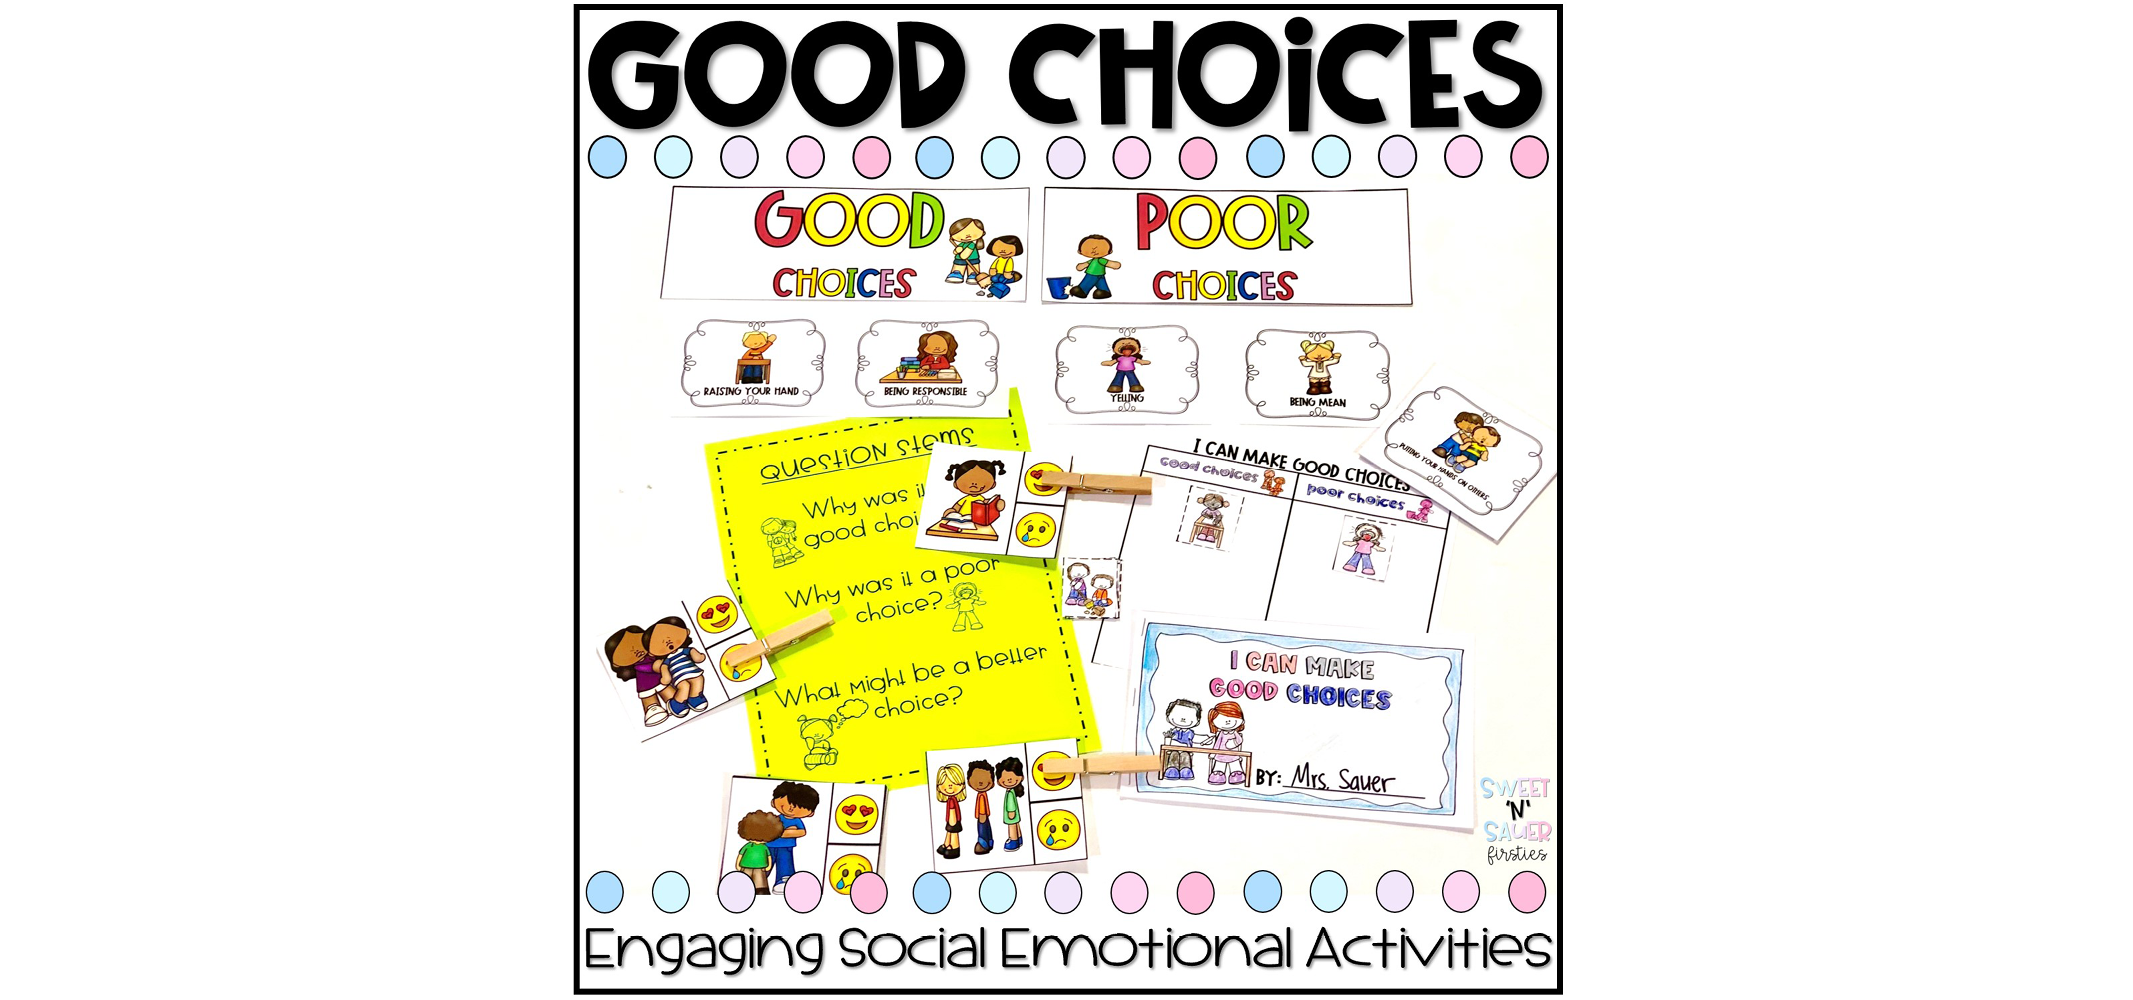 GOOD CHOICES
GOOD
CHOICES
POOR
CHOICES
RAISING YOUR HAND
BEING RESPONSIBLE
YELLING
BEING MEAN
PUTTING YOUR HANDS ON OTHERS
QUESTION STEMS
Why was it
good choi
Why was it a poor
choice?
What might be a better
choice?
I CAN MAKE GOOD CHOICES
Good choices
poor choices
I CAN MAKE
GOOD CHOICES
BY: Mrs. Sauer
SWEET
'N'
SAUER
firsties
Engaging Social Emotional Activities